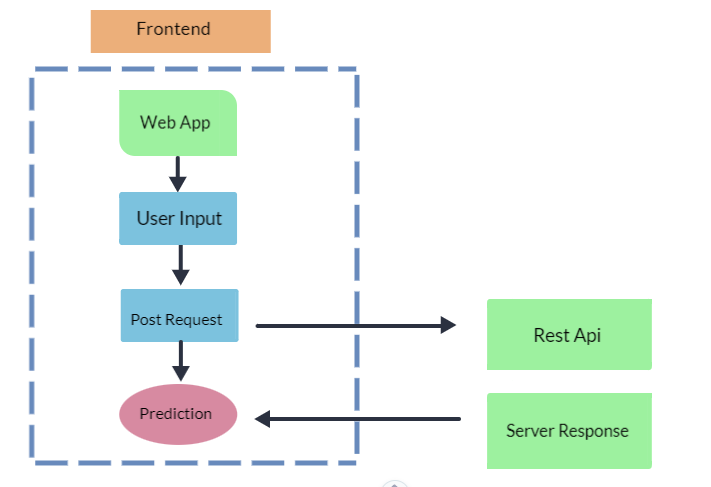 Frontend
Web App
User Input
Post Request
Rest Api
Prediction
Server Response